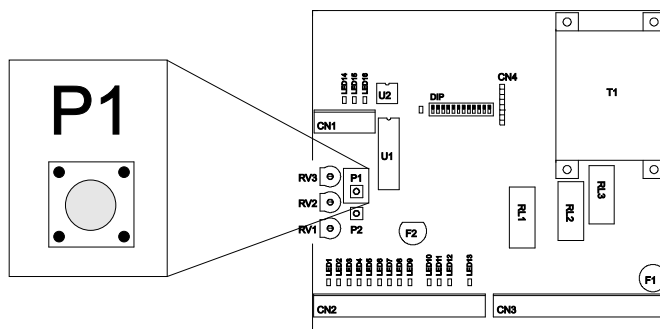 P1
LED14
LED15
LED16
U2
DIP
CN4
T1
CN1
U1
RV3
P1
RV2
RV1
P2
F2
RL1
RL2
RL3
F1
LED1
LED2
LED3
LED4
LED5
LED6
LED7
LED8
LED9
LED10
LED11
LED12
LED13
CN2
CN3